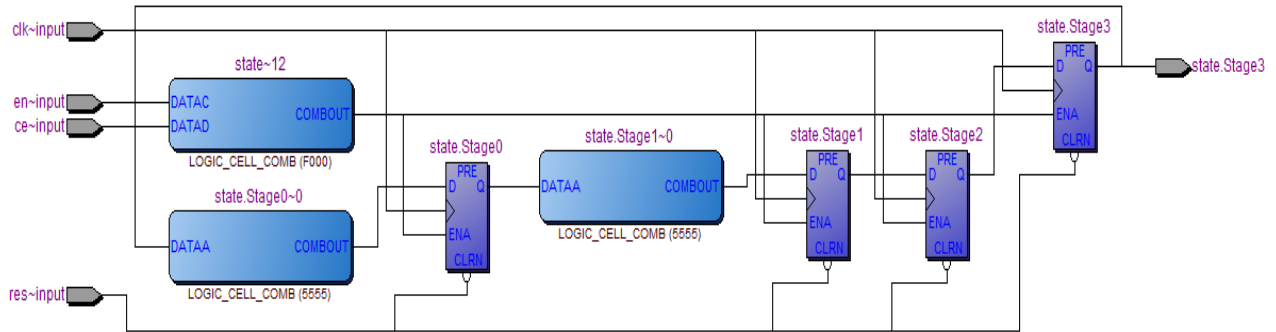 clk~input
en~input
ce~input
res~input
state~12
DATAC
DATAD
COMBOUT
LOGIC_CELL_COMB (F000)
state.Stage0~0
DATAA
COMBOUT
LOGIC_CELL_COMB (5555)
state.Stage0
PRE
D Q
ENA
CLRN
state.Stage1~0
DATAA
COMBOUT
LOGIC_CELL_COMB (5555)
state.Stage1
PRE
D Q
ENA
CLRN
state.Stage2
PRE
D Q
ENA
CLRN
state.Stage3
PRE
D Q
ENA
CLRN
state.Stage3